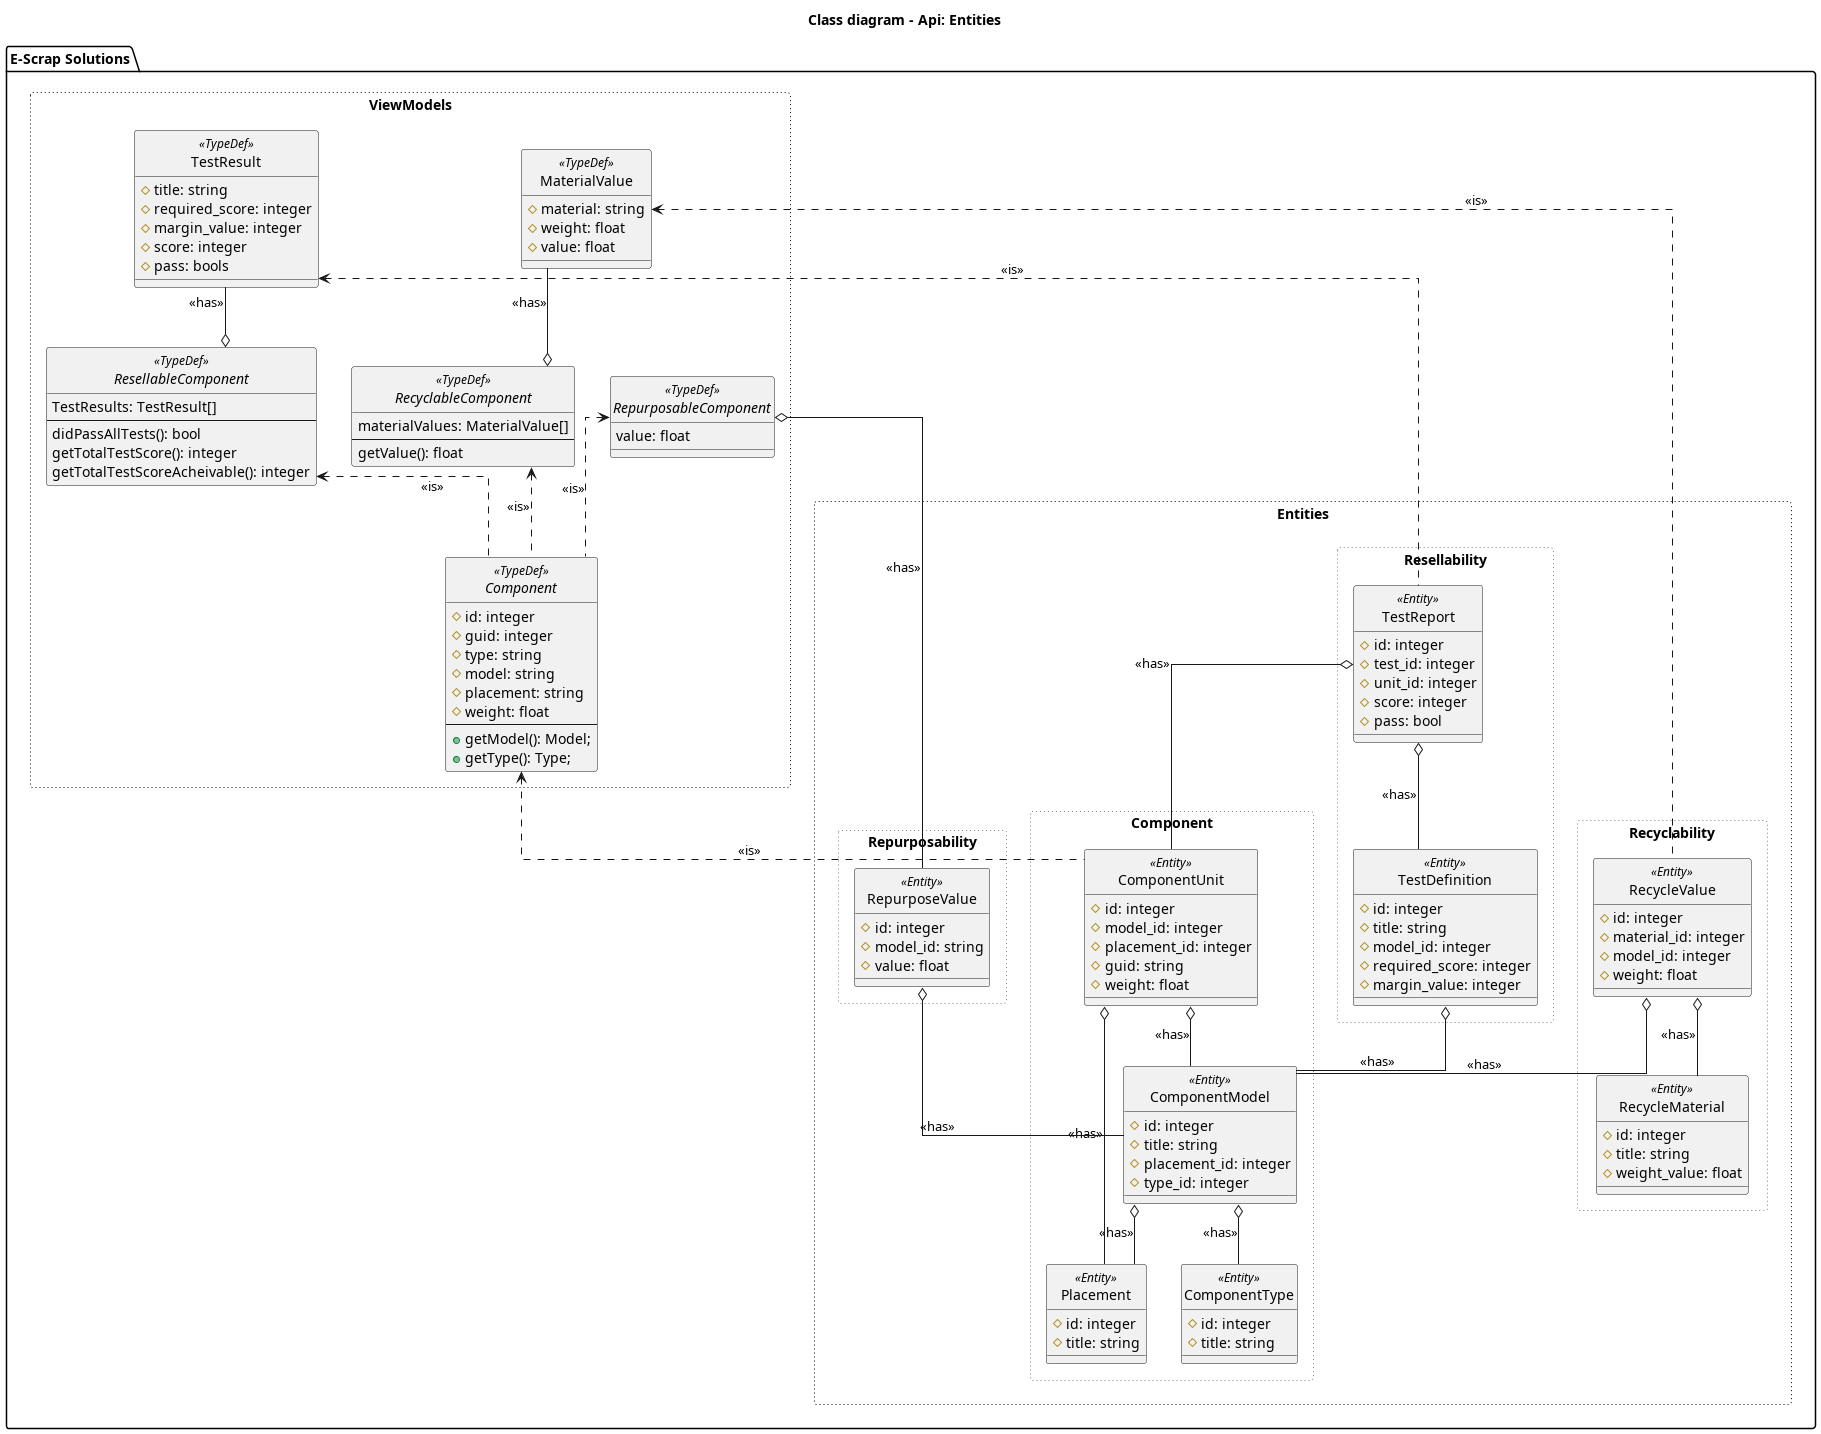 Class diagram - Api: Entities
E-Scrap Solutions
ViewModels
«TypeDef»
TestResult
title: string
required_score: integer
margin_value: integer
score: integer
pass: bools
«TypeDef»
MaterialValue
material: string
weight: float
value: float
«is»
«is»
«has»
«has»
«TypeDef»
ResellableComponent
TestResults: TestResult[]
didPassAllTests(): bool
getTotalTestScore(): integer
getTotalTestScoreAcheivable(): integer
«TypeDef»
RecyclableComponent
materialValues: MaterialValue[]
getValue(): float
«TypeDef»
RepurposableComponent
value: float
«is»
«is»
«is»
«TypeDef»
Component
id: integer
guid: integer
type: string
model: string
placement: string
weight: float
getModel(): Model;
getType(): Type;
«has»
«is»
Entities
Resellability
«Entity»
TestReport
id: integer
test_id: integer
unit_id: integer
score: integer
pass: bool
«has»
«has»
Repurposability
«Entity»
RepurposeValue
id: integer
model_id: string
value: float
Component
«Entity»
ComponentUnit
id: integer
model_id: integer
placement_id: integer
guid: string
weight: float
«Entity»
TestDefinition
id: integer
title: string
model_id: integer
required_score: integer
margin_value: integer
Recyclability
«Entity»
RecycleValue
id: integer
material_id: integer
model_id: integer
weight: float
«has»
«has»
«has»
«has»
«has»
«has»
«Entity»
ComponentModel
id: integer
title: string
placement_id: integer
type_id: integer
«Entity»
RecycleMaterial
id: integer
title: string
weight_value: float
«has»
«has»
«Entity»
Placement
id: integer
title: string
«Entity»
ComponentType
id: integer
title: string